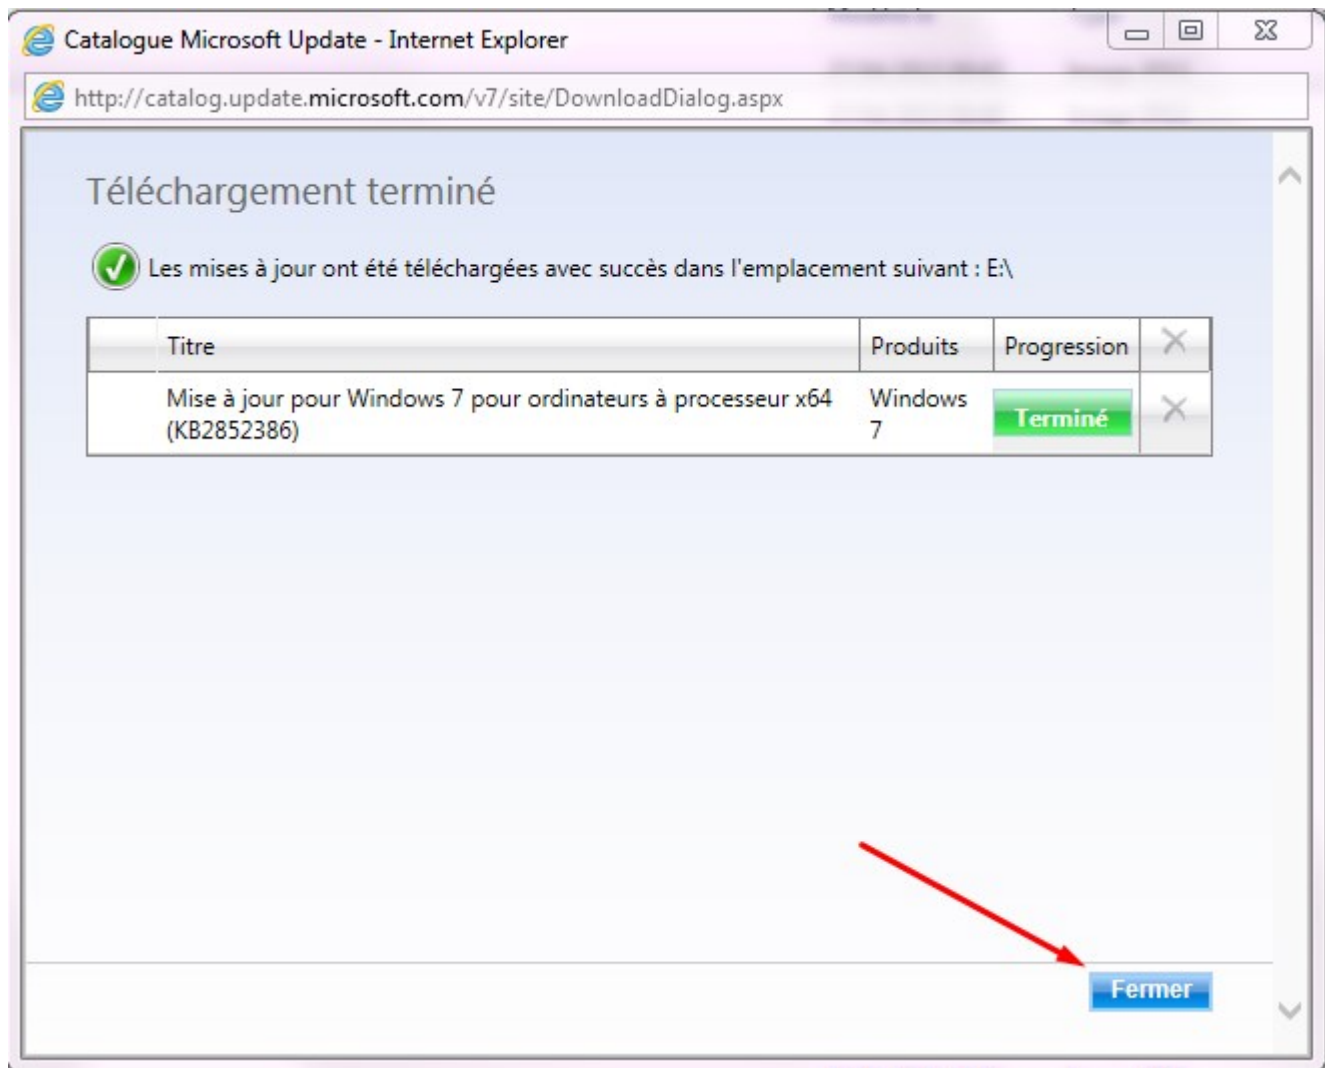 Catalogue Microsoft Update - Internet Explorer
http://catalog.update.microsoft.com/v7/site/DownloadDialog.aspx
Téléchargement terminé
Les mises à jour ont été téléchargées avec succès dans l'emplacement suivant : E:\
Titre Produits Progression
Mise à jour pour Windows 7 pour ordinateurs à processeur x64 Windows
(KB2852386) 7 Terminé
Fermer